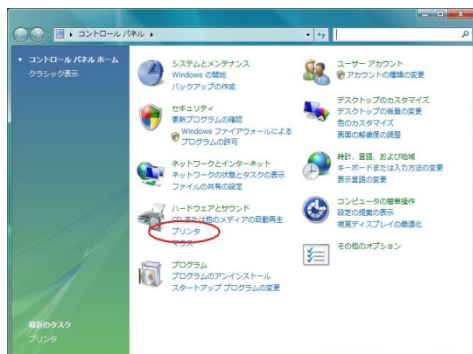 コントロール パネル
コントロール パネル ホーム
クラシック表示
システムとメンテナンス
Windows の開始
バックアップの作成
セキュリティ
更新プログラムの確認
Windows ファイアウォールによる
プログラムの許可
ネットワークとインターネット
ネットワークの状態とタスクの表示
ファイルの共有の設定
ハードウェアとサウンド
CD または他のメディアの自動再生
プリンタ
マウス
プログラム
プログラムのアンインストール
スタートアップ プログラムの変更
ユーザー アカウント
アカウントの種類の変更
デスクトップのカスタマイズ
デスクトップの背景の変更
色のカスタマイズ
画面の解像度の調整
時計、言語、および地域
キーボードまたは入力方法の変更
表示言語の変更
コンピュータの簡単操作
設定の提案の表示
視覚ディスプレイの最適化
その他のオプション
最近のタスク
プリンタ